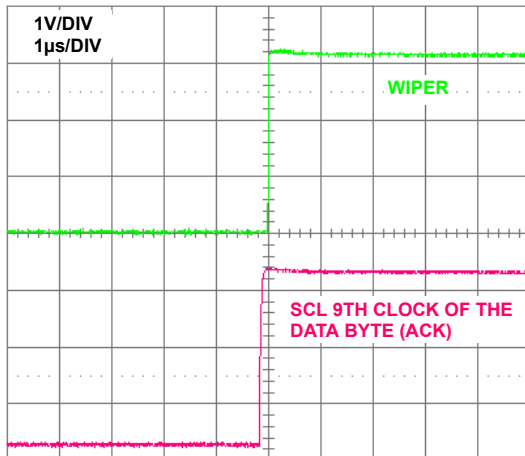 1V/DIV
1µs/DIV
WIPER
SCL 9TH CLOCK OF THE
DATA BYTE (ACK)